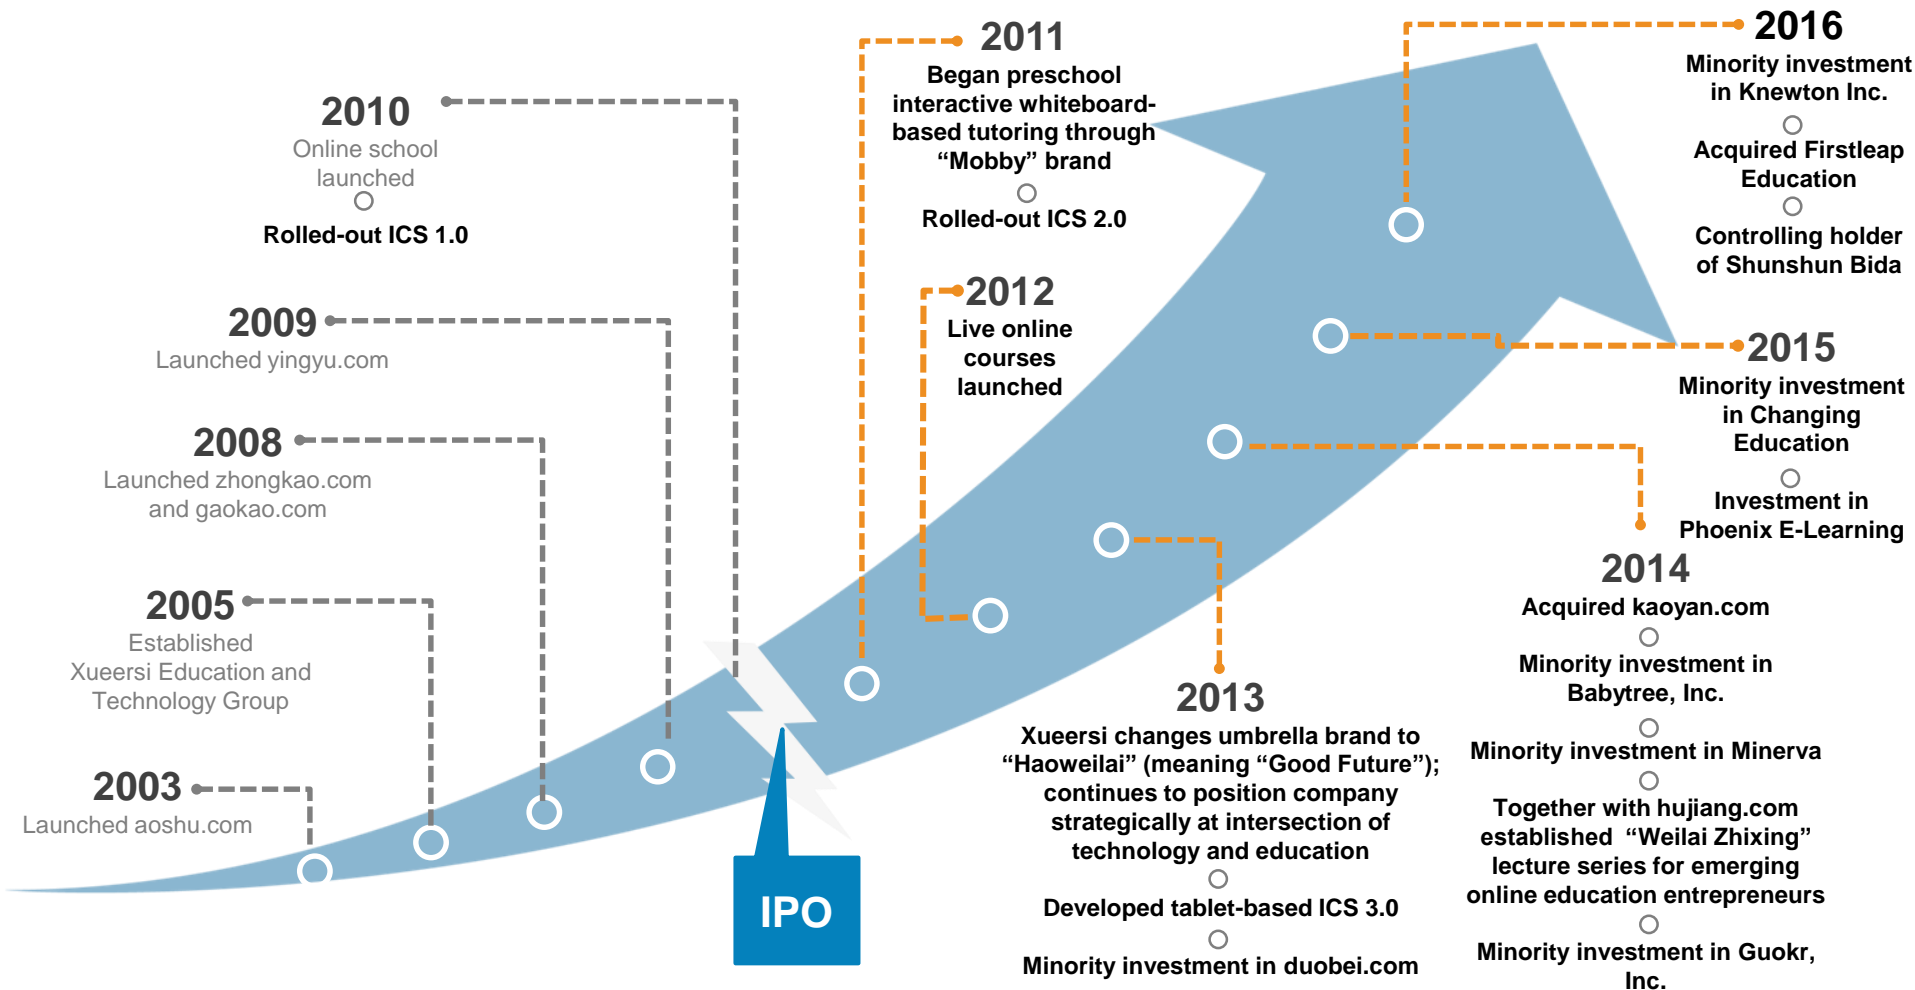 2003
Launched aoshu.com
2005
Established
Xueersi Education and
Technology Group
2008
Launched zhongkao.com
and gaokao.com
2009
Launched yingyu.com
2010
Online school
launched
Rolled-out ICS 1.0
IPO
2011
Began preschool
interactive whiteboard-
based tutoring through
“Mobby” brand
Rolled-out ICS 2.0
2012
Live online
courses
launched
2013
Xueersi changes umbrella brand to
“Haoweilai” (meaning “Good Future”);
continues to position company
strategically at intersection of
technology and education
Developed tablet-based ICS 3.0
Minority investment in duobei.com
2014
Acquired kaoyan.com
Minority investment in
Babytree, Inc.
Minority investment in Minerva
Together with hujiang.com
established “Weilai Zhixing”
lecture series for emerging
online education entrepreneurs
Minority investment in Guokr,
Inc.
2015
Minority investment
in Changing
Education
Investment in
Phoenix E-Learning
2016
Minority investment
in Knewton Inc.
Acquired Firstleap
Education
Controlling holder
of Shunshun Bida